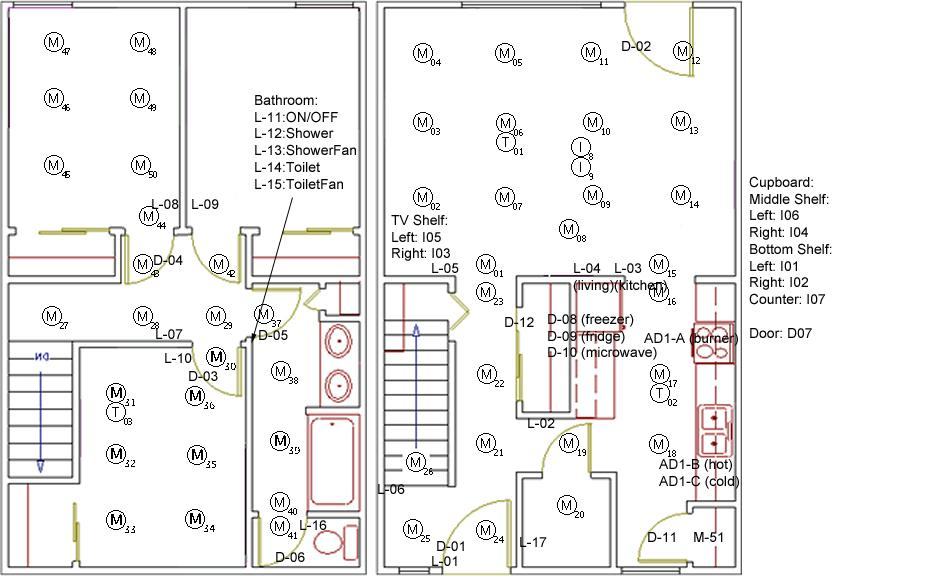 M47 M48
M46 M49
M45 M50
L-08 L-09
M44
M43 D-04 M42
Bathroom:
L-11:ON/OFF
L-12:Shower
L-13:ShowerFan
L-14:Toilet
L-15:ToiletFan
M27 M28 M29 M37
L-07 D-05
L-10 M30
DN
D-03
M38
M31 M36
T03
M32 M35 M39
M33 M34
M40
M41 L-16
D-06
D-02
M04 M05 M11 M12
M03 M06 M10 M13
T01 I8
I9
M02 M07 M09 M14
TV Shelf:
Left: I05
Right: I03
M08
L-05 M01 L-04 L-03 M15
(living)(kitchen)
M23 M16
D-12 D-08 (freezer)
D-09 (fridge) AD1-A (burner)
D-10 (microwave)
M22 M17
T02
L-02
M21 M19 M18
M26 AD1-B (hot)
AD1-C (cold)
L-06
M20
M25 M24
D-01 L-17 D-11 M-51
L-01
Cupboard:
Middle Shelf:
Left: I06
Right: I04
Bottom Shelf:
Left: I01
Right: I02
Counter: I07
Door: D07